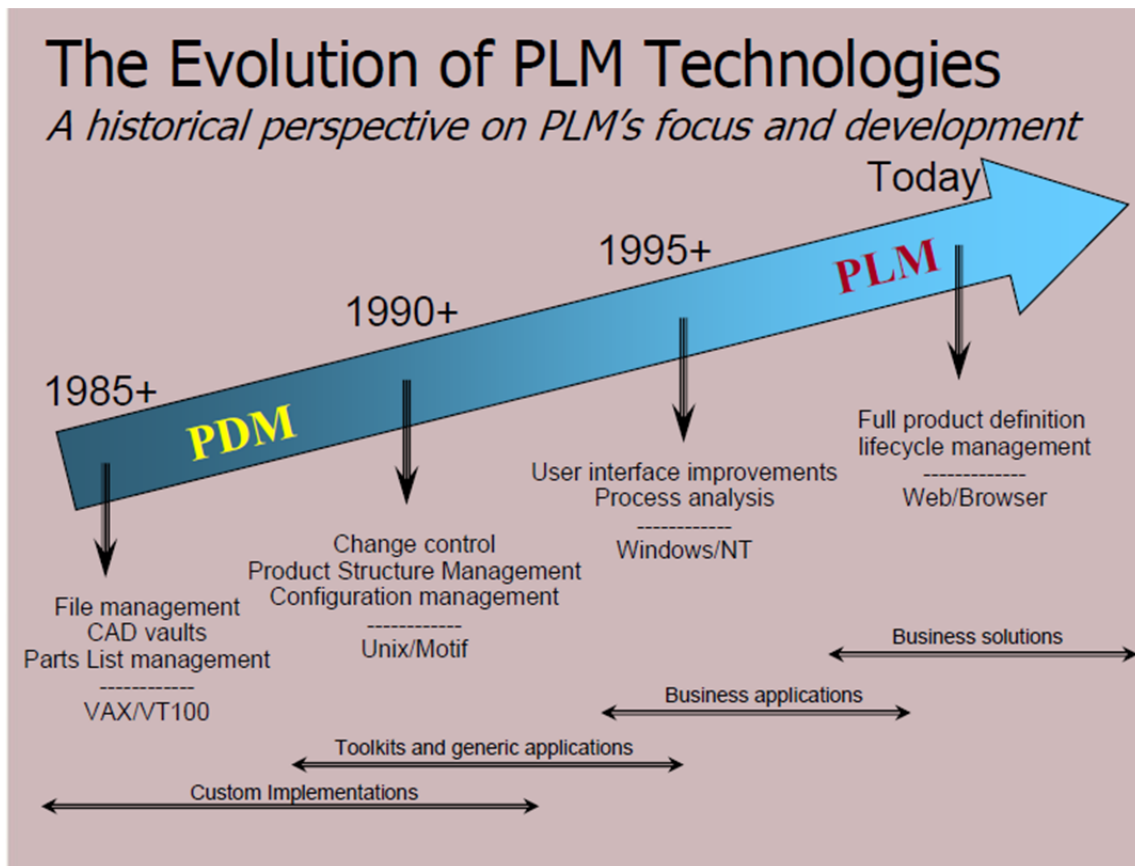 The Evolution of PLM Technologies
A historical perspective on PLM's focus and development
Today
1995+
PLM
1990+
1985+
PDM
File management
CAD vaults
Parts List management
------------
VAX/VT100
Change control
Product Structure Management
Configuration management
------------
Unix/Motif
User interface improvements
Process analysis
------------
Windows/NT
Full product definition
lifecycle management
-------------
Web/Browser
Business solutions
Business applications
Toolkits and generic applications
Custom Implementations